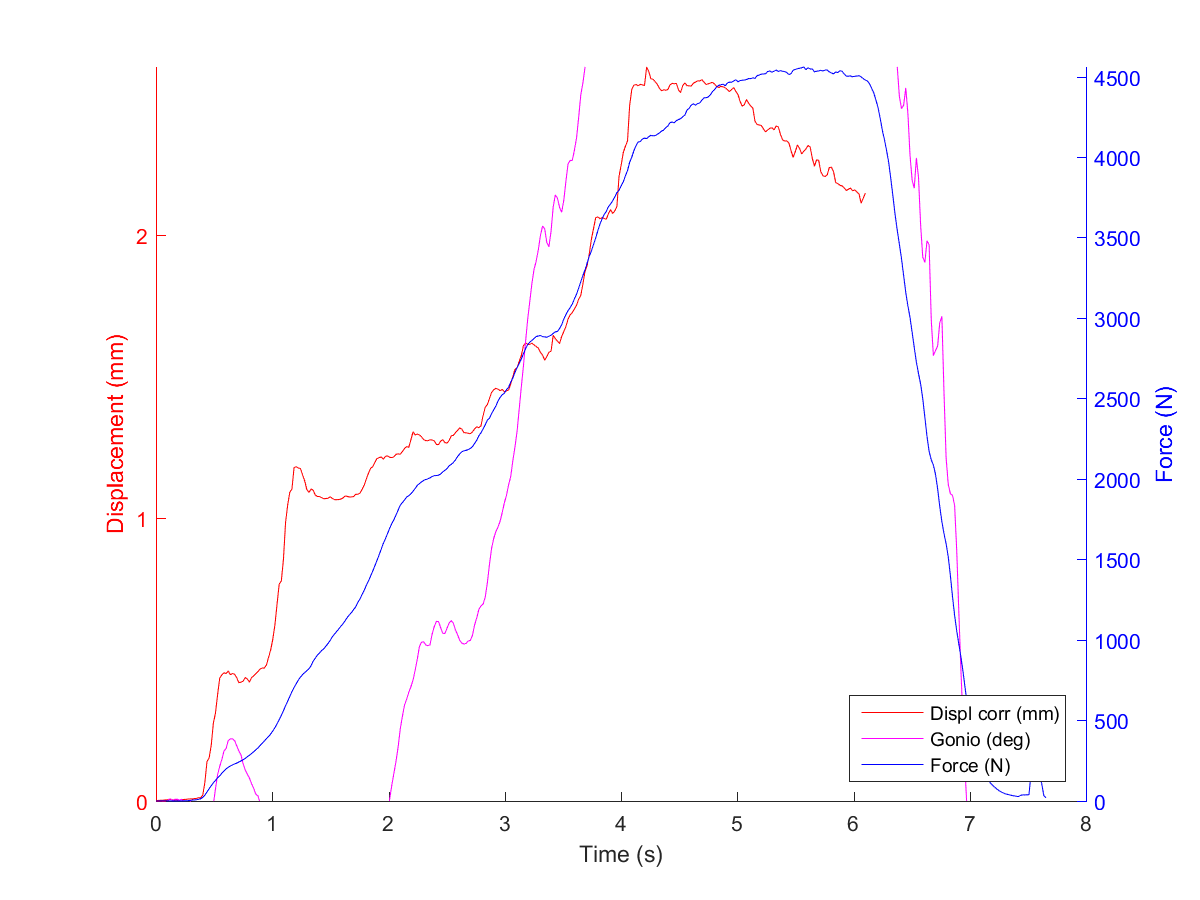 Displacement (mm)
2
1
0
4500
4000
3500
3000
2500
2000
1500
1000
500
0
Force (N)
Displ corr (mm)
Gonio (deg)
Force (N)
0 1 2 3 4 5 6 7 8
Time (s)